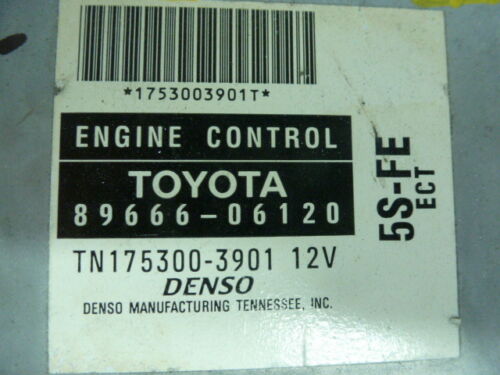 *1753003901T*
ENGINE CONTROL
TOYOTA
89666-06120
TN175300-3901 12V
DENSO
DENSO MANUFACTURING TENNESSEE, INC.
5S-FE
ECT